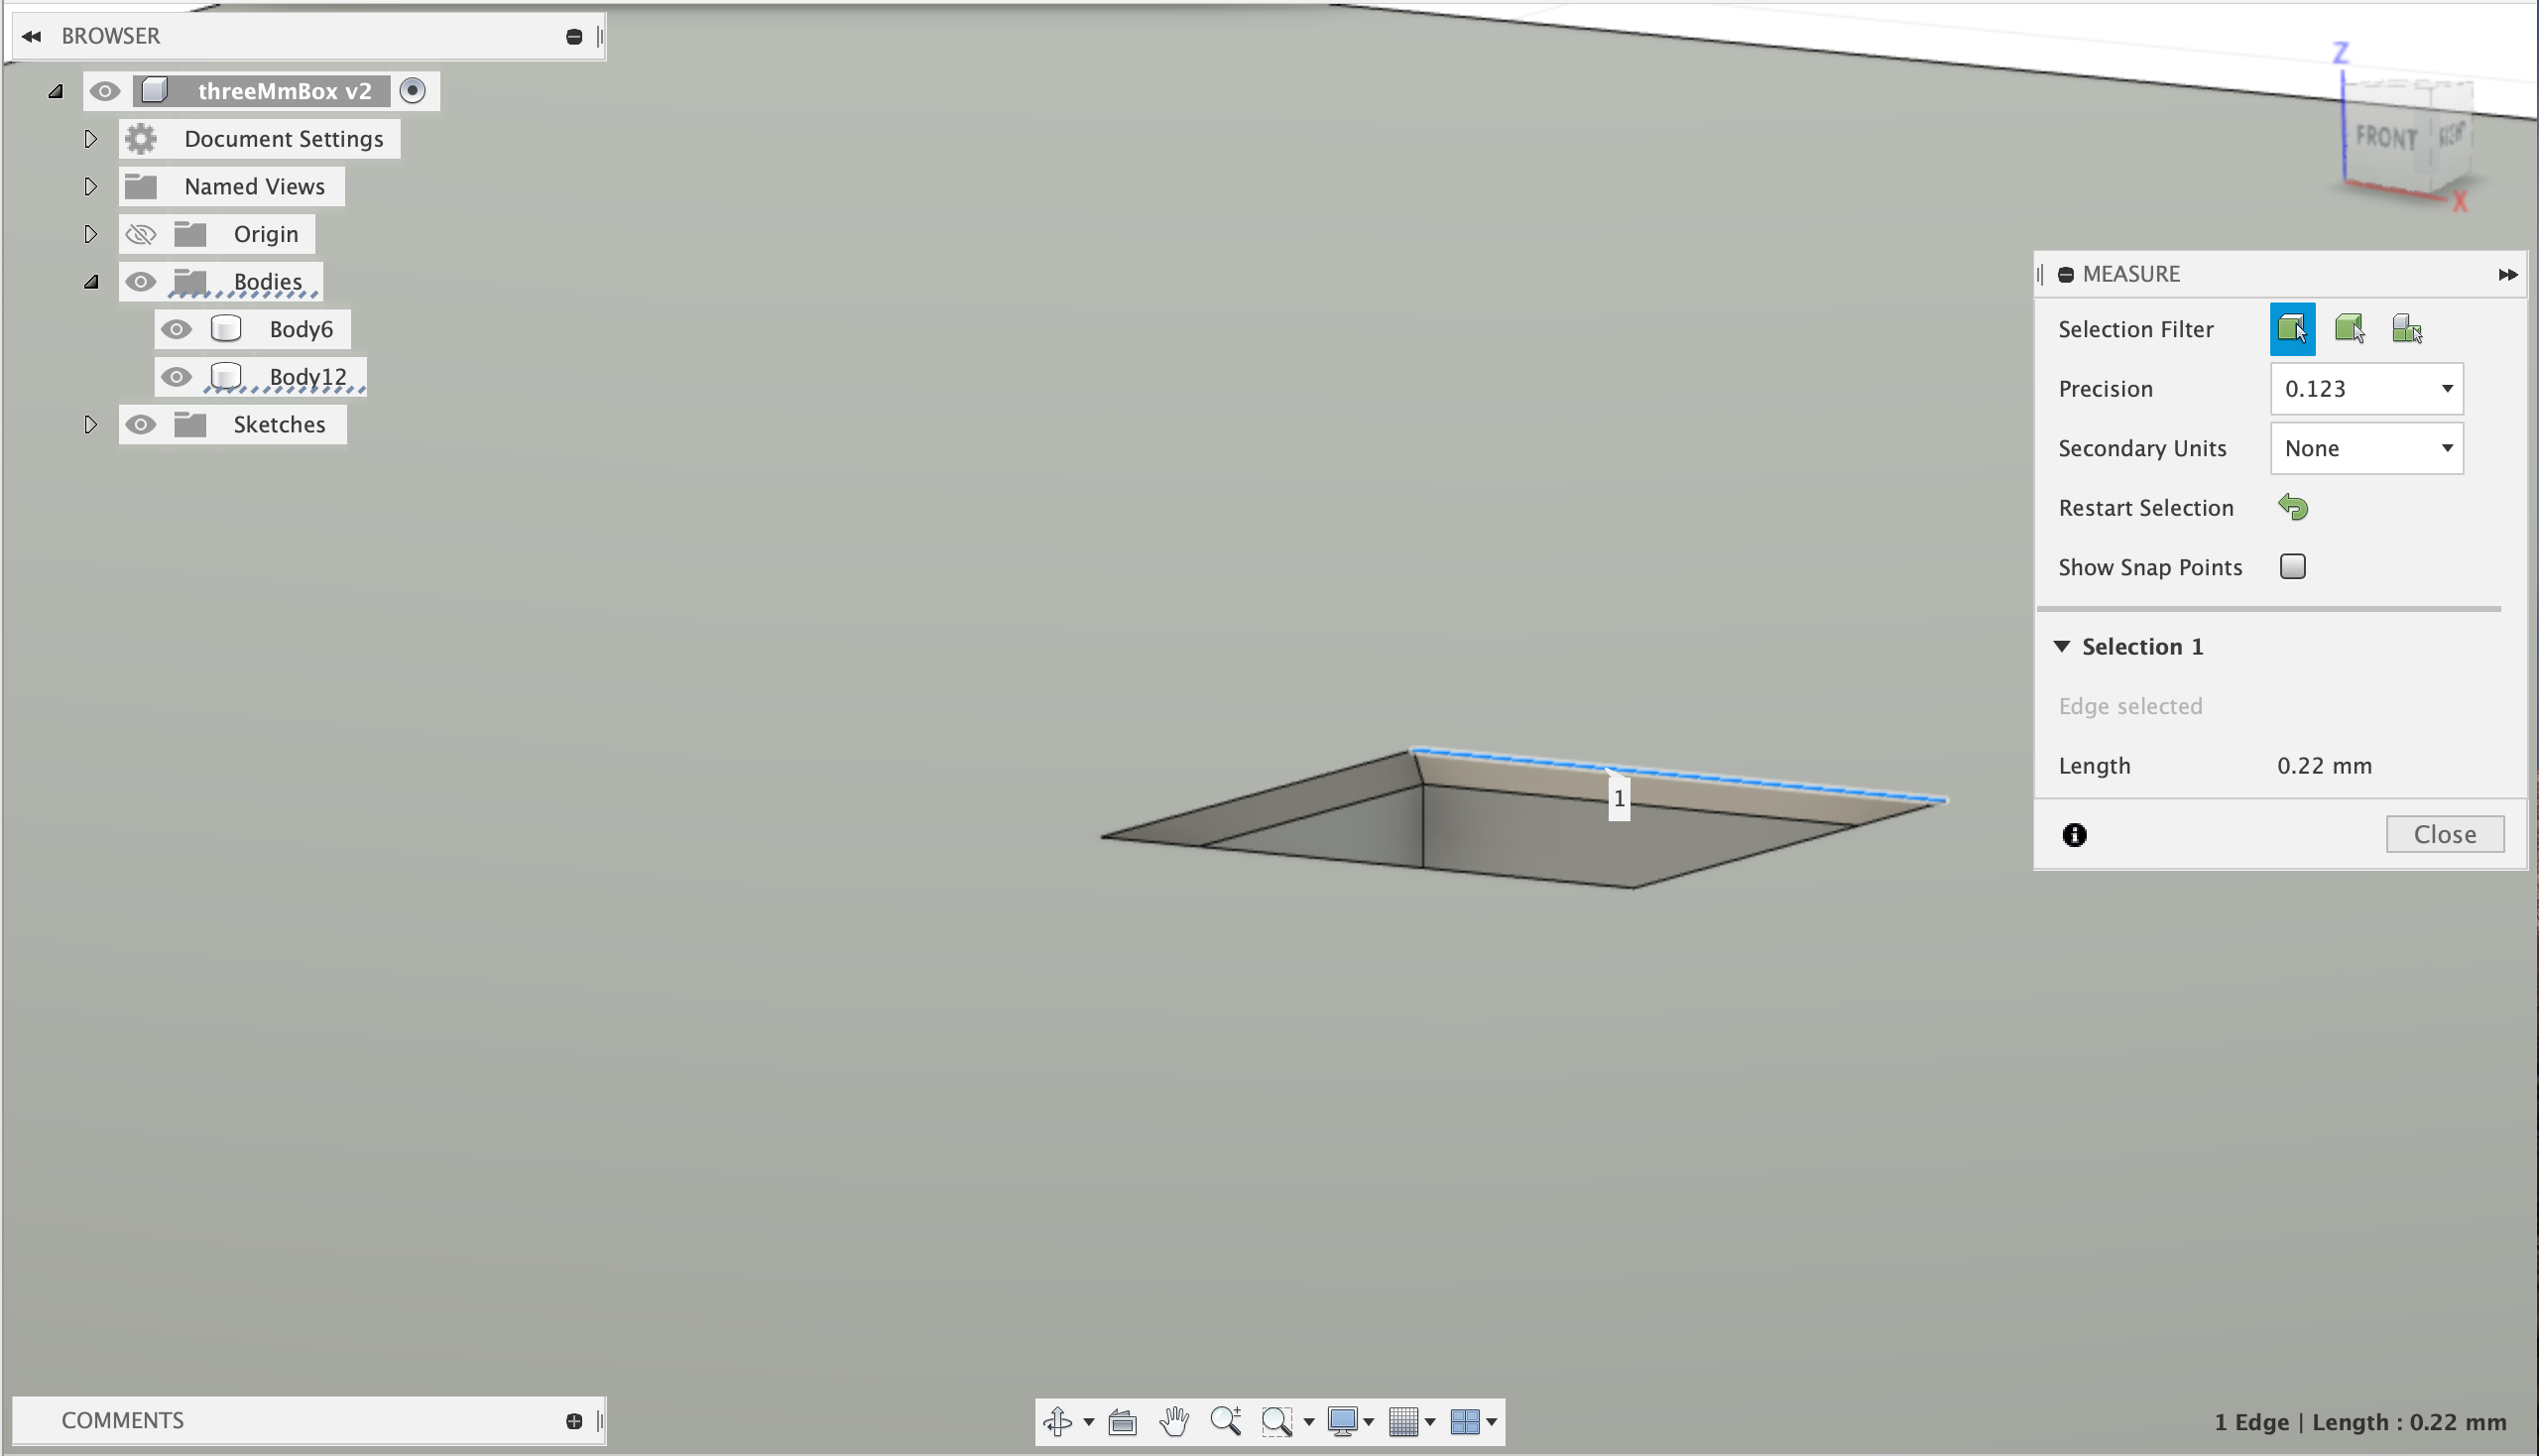 BROWSER
threeMmBox v2
Document Settings
Named Views
Origin
Bodies
Body6
Body12
Sketches
Z
FRONT
RIGHT
X
MEASURE
Selection Filter
Precision 0.123
Secondary Units None
Restart Selection
Show Snap Points
Selection 1
Edge selected
Length 0.22 mm
Close
1
COMMENTS
1 Edge | Length : 0.22 mm